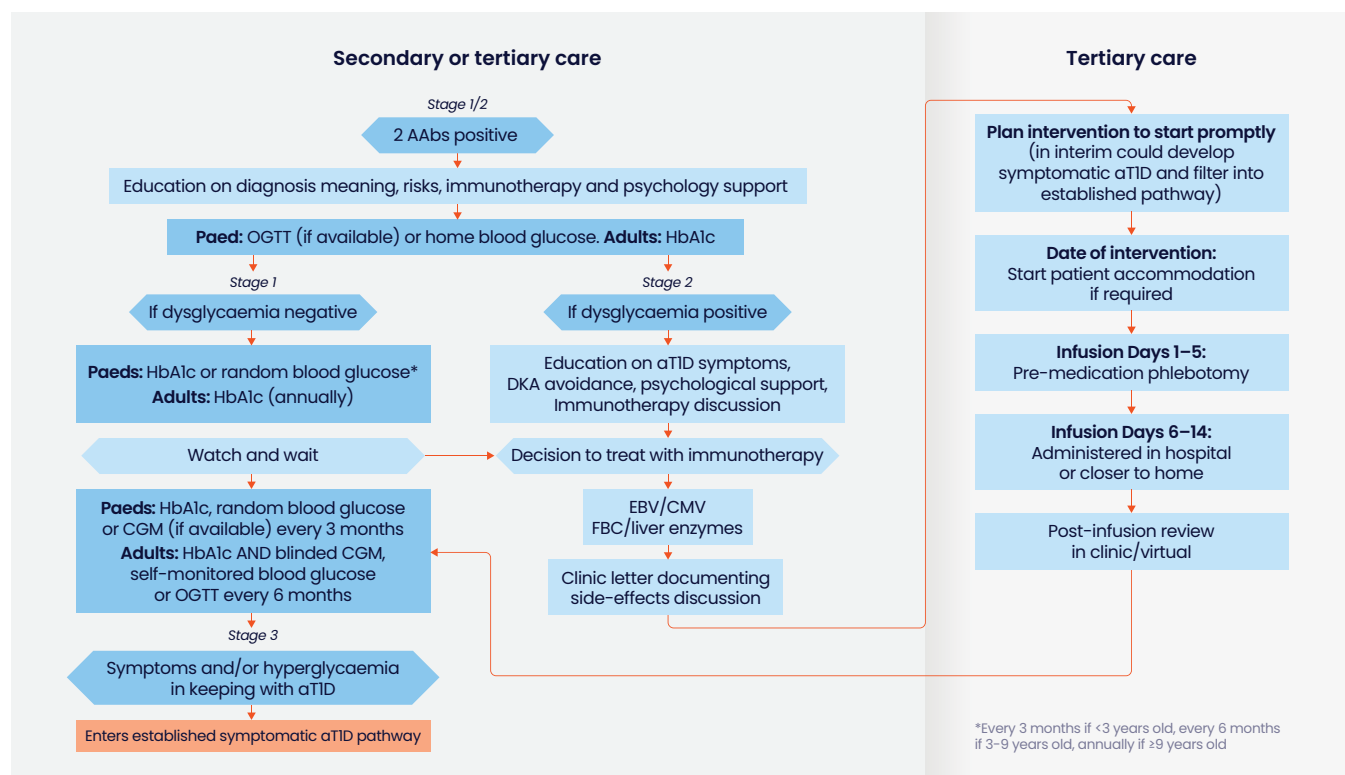 Secondary or tertiary care
Stage 1/2
2 AAbs positive
Education on diagnosis meaning, risks, immunotherapy and psychology support
Paed: OGTT (if available) or home blood glucose. Adults: HbA1c
Stage 1
If dysglycaemia negative
Paeds: HbA1c or random blood glucose*
Adults: HbA1c (annually)
Watch and wait
Paeds: HbA1c, random blood glucose
or CGM (if available) every 3 months
Adults: HbA1c AND blinded CGM,
self-monitored blood glucose
or OGTT every 6 months
Stage 3
Symptoms and/or hyperglycaemia
in keeping with aT1D
Enters established symptomatic aT1D pathway
Stage 2
If dysglycaemia positive
Education on aT1D symptoms,
DKA avoidance, psychological support,
Immunotherapy discussion
Decision to treat with immunotherapy
EBV/CMV
FBC/liver enzymes
Clinic letter documenting
side-effects discussion
Tertiary care
Plan intervention to start promptly
(in interim could develop
symptomatic aT1D and filter into
established pathway)
Date of intervention:
Start patient accommodation
if required
Infusion Days 1–5:
Pre-medication phlebotomy
Infusion Days 6–14:
Administered in hospital
or closer to home
Post-infusion review
in clinic/virtual
*Every 3 months if <3 years old, every 6 months
if 3-9 years old, annually if ≥9 years old